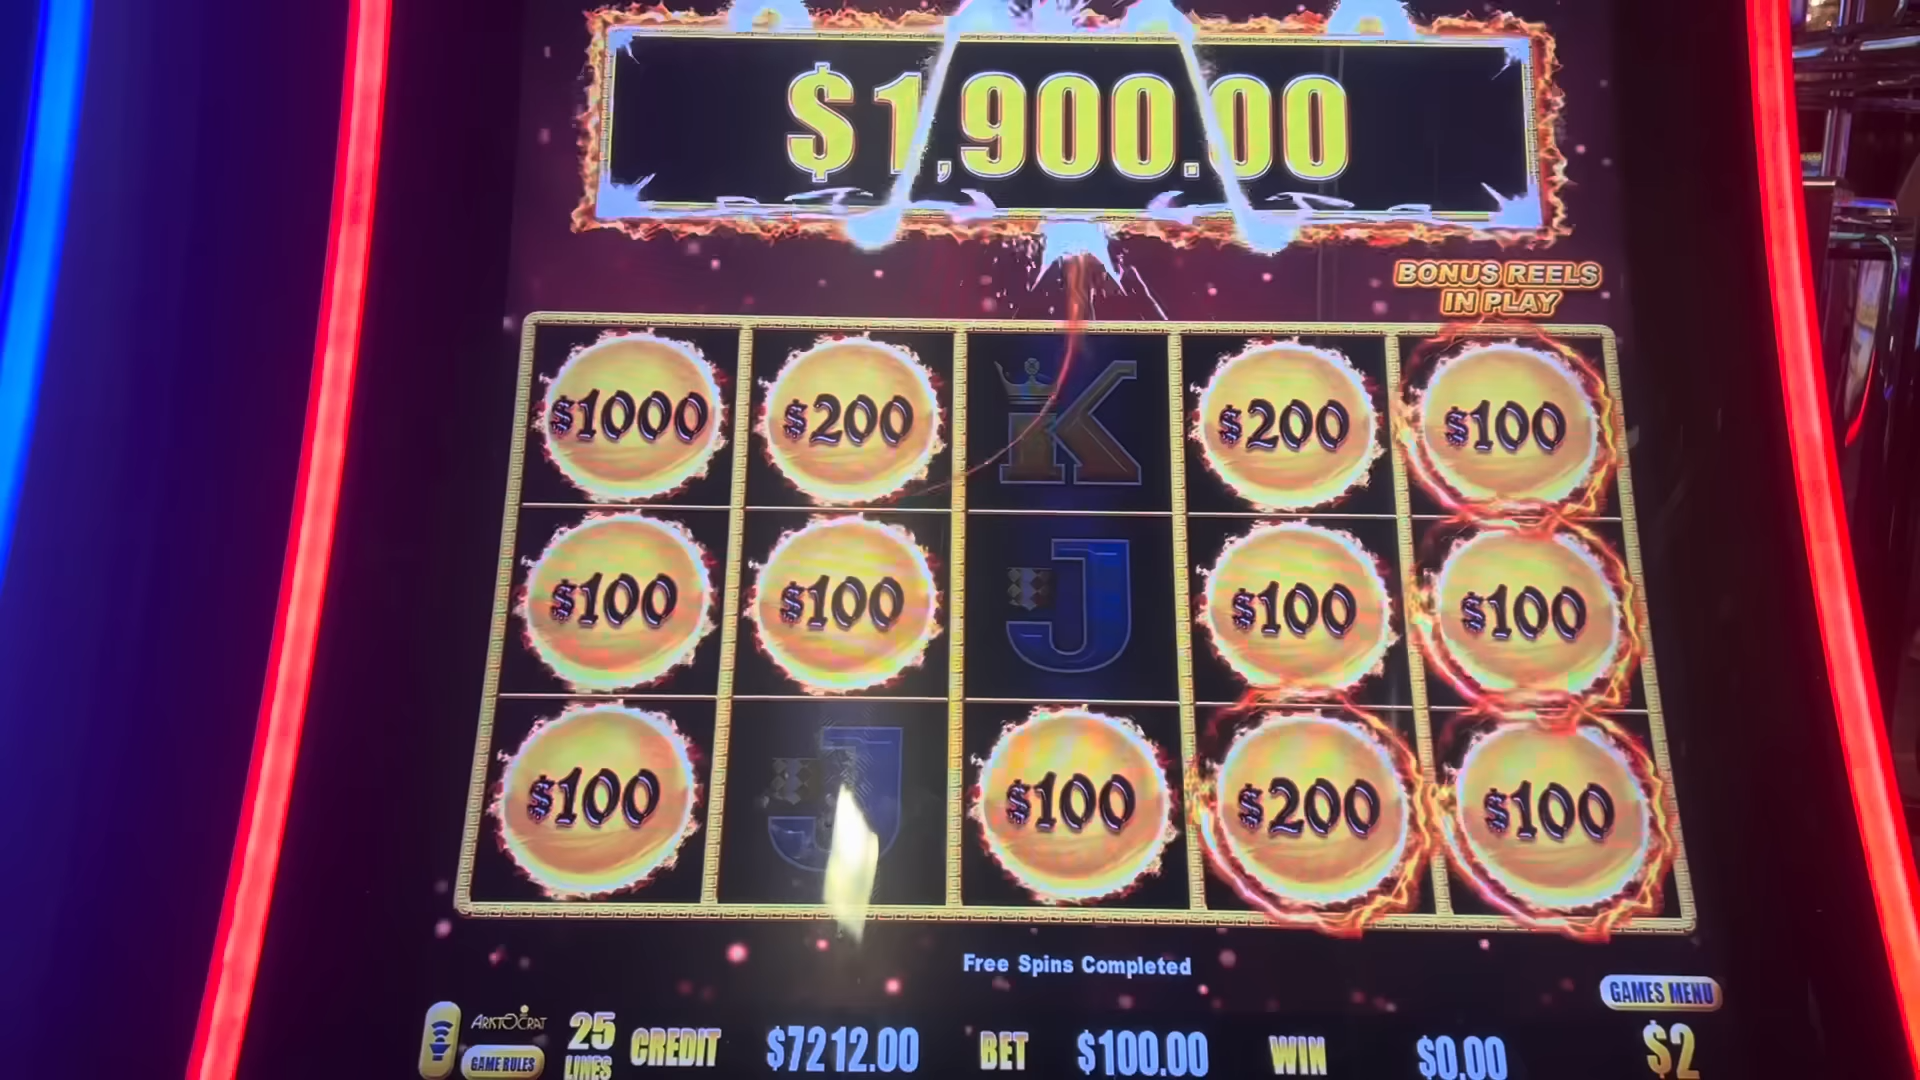 $1,900.00
BONUS REELS
IN PLAY
$1000 $200 K $200 $100
$100 $100 J $100 $100
$100 J $100 $200 $100
Free Spins Completed
GAMES MENU
ARISTOCRAT
GAME RULES
25
LINES
CREDIT $7212.00 BET $100.00 WIN $0.00 $2